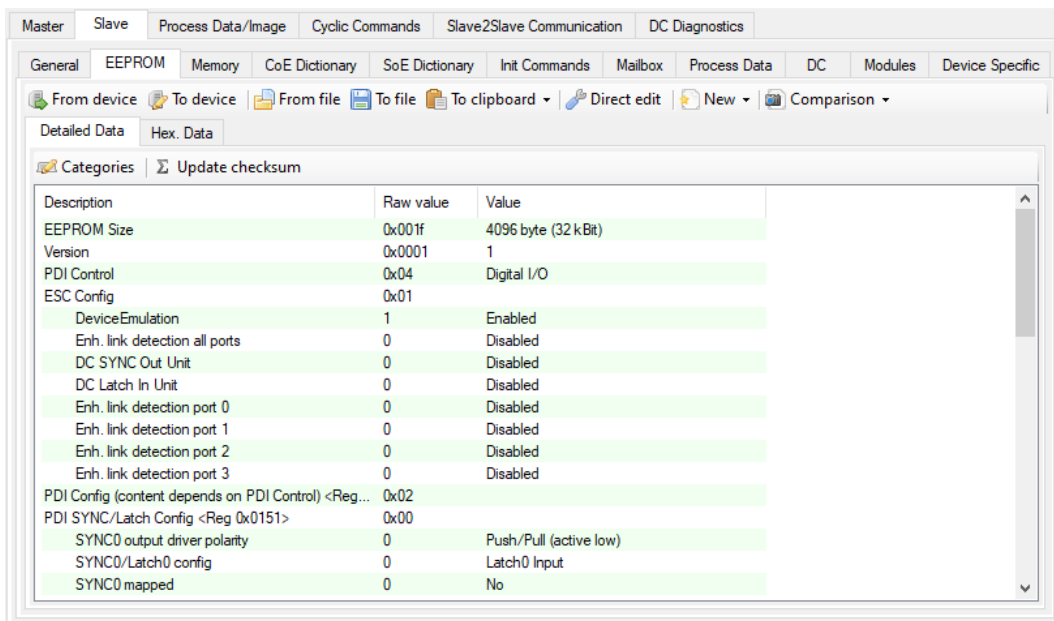 Master Slave Process Data/Image Cyclic Commands Slave2Slave Communication DC Diagnostics
General EEPROM Memory CoE Dictionary SoE Dictionary Init Commands Mailbox Process Data DC Modules Device Specific
From device To device From file To file To clipboard Direct edit New Comparison
Detailed Data Hex. Data
Categories Σ Update checksum
Description Raw value Value
EEPROM Size 0x001f 4096 byte (32 kBit)
Version 0x0001 1
PDI Control 0x04 Digital I/O
ESC Config 0x01
DeviceEmulation 1 Enabled
Enh. link detection all ports 0 Disabled
DC SYNC Out Unit 0 Disabled
DC Latch In Unit 0 Disabled
Enh. link detection port 0 0 Disabled
Enh. link detection port 1 0 Disabled
Enh. link detection port 2 0 Disabled
Enh. link detection port 3 0 Disabled
PDI Config (content depends on PDI Control) <Reg... 0x02
PDI SYNC/Latch Config <Reg 0x0151> 0x00
SYNC0 output driver polarity 0 Push/Pull (active low)
SYNC0/Latch0 config 0 Latch0 Input
SYNC0 mapped 0 No